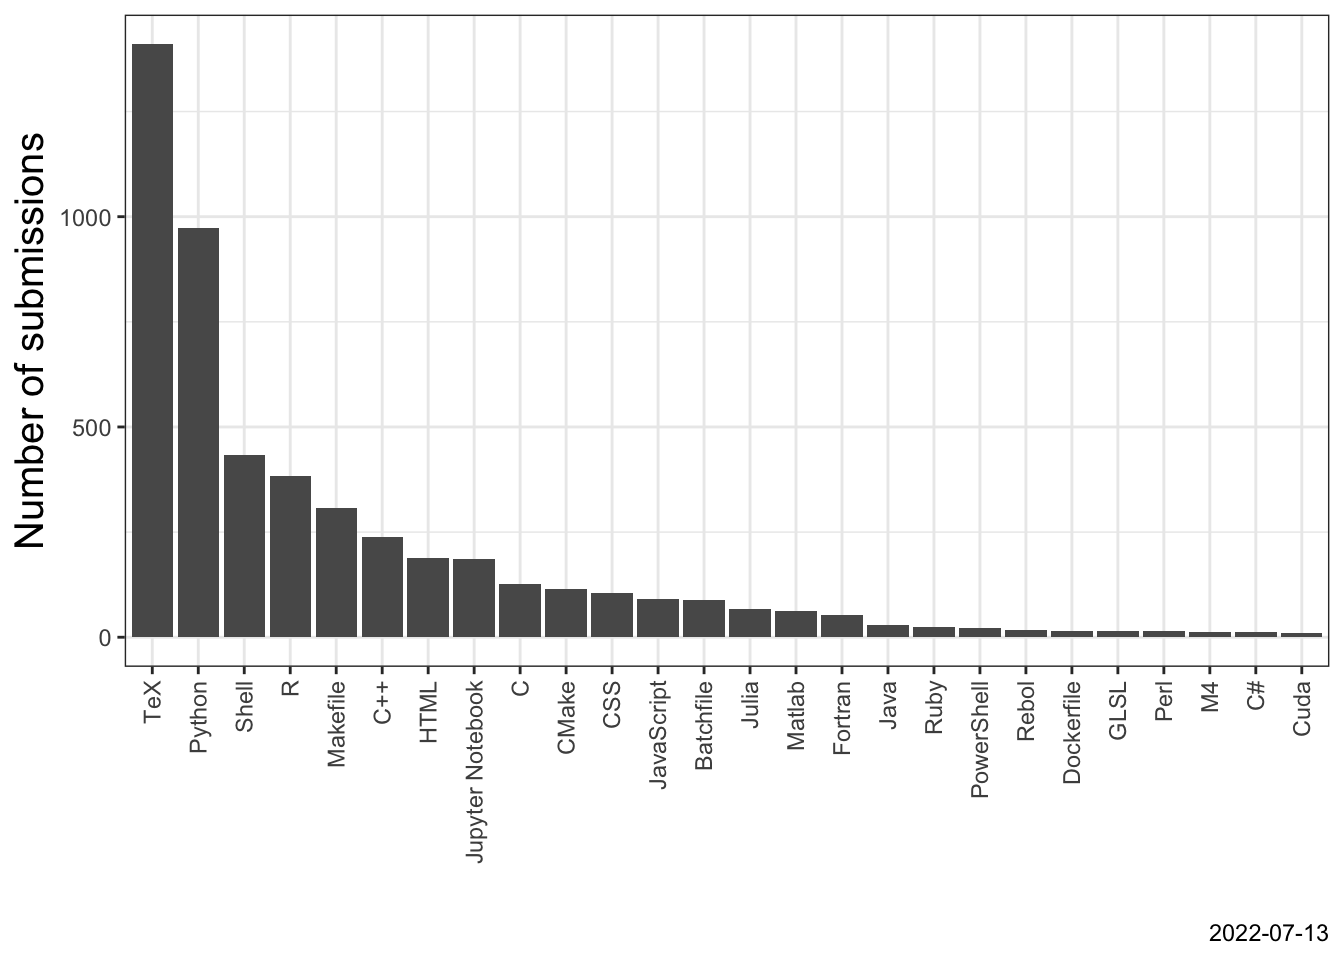 Number of submissions
1000
500
0
TeX
Python
Shell
R
Makefile
C++
HTML
Jupyter Notebook
C
CMake
CSS
JavaScript
Batchfile
Julia
Matlab
Fortran
Java
Ruby
PowerShell
Rebol
Dockerfile
GLSL
Perl
M4
C#
Cuda
2022-07-13